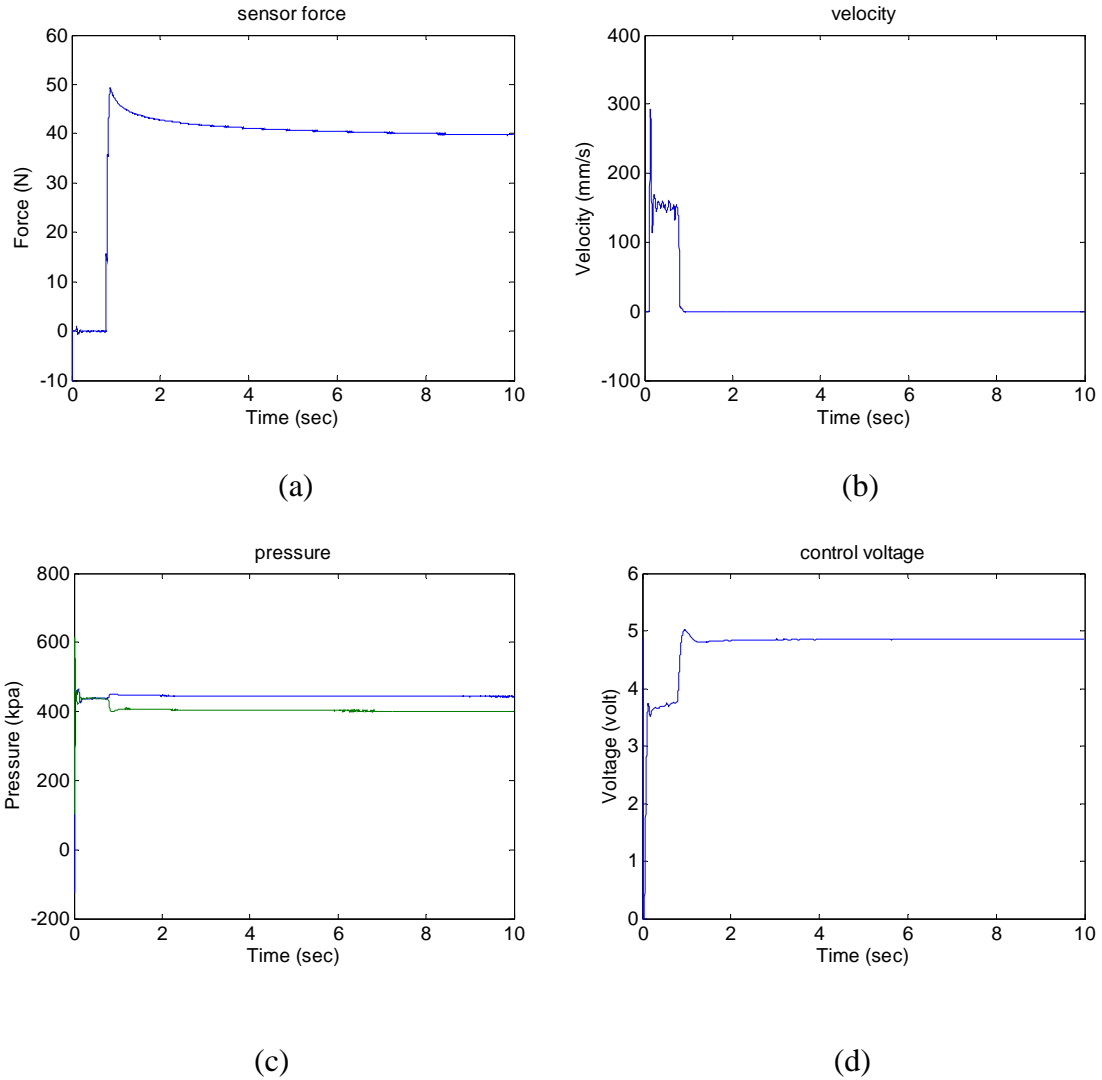 sensor force
60
50
40
30
20
10
0
-10
Force (N)
0 2 4 6 8 10
Time (sec)
(a)
velocity
400
300
200
100
0
-100
Velocity (mm/s)
0 2 4 6 8 10
Time (sec)
(b)
pressure
800
600
400
200
0
-200
Pressure (kpa)
0 2 4 6 8 10
Time (sec)
(c)
control voltage
6
5
4
3
2
1
0
Voltage (volt)
0 2 4 6 8 10
Time (sec)
(d)